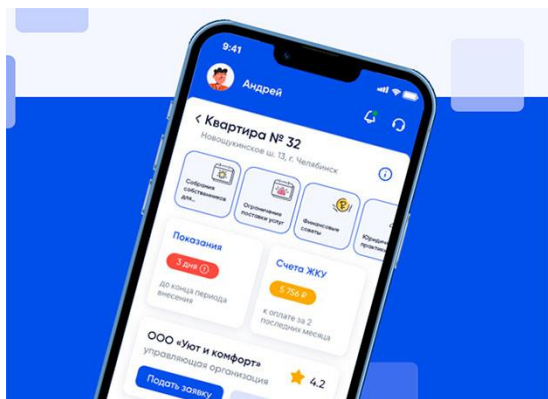 9:41
Андрей
Квартира № 32
Новощукинское ш. 13, г. Челябинск
Собрания
собственников
для..
Ограничение
поставки услуг
Финансовые
советы
Юридич
практик
Показания
3 дня
до конца периода
внесения
Счета ЖКУ
5 756 ₽
к оплате за 2
последних месяца
ООО «Уют и комфорт»
управляющая организация
4.2
Подать заявку